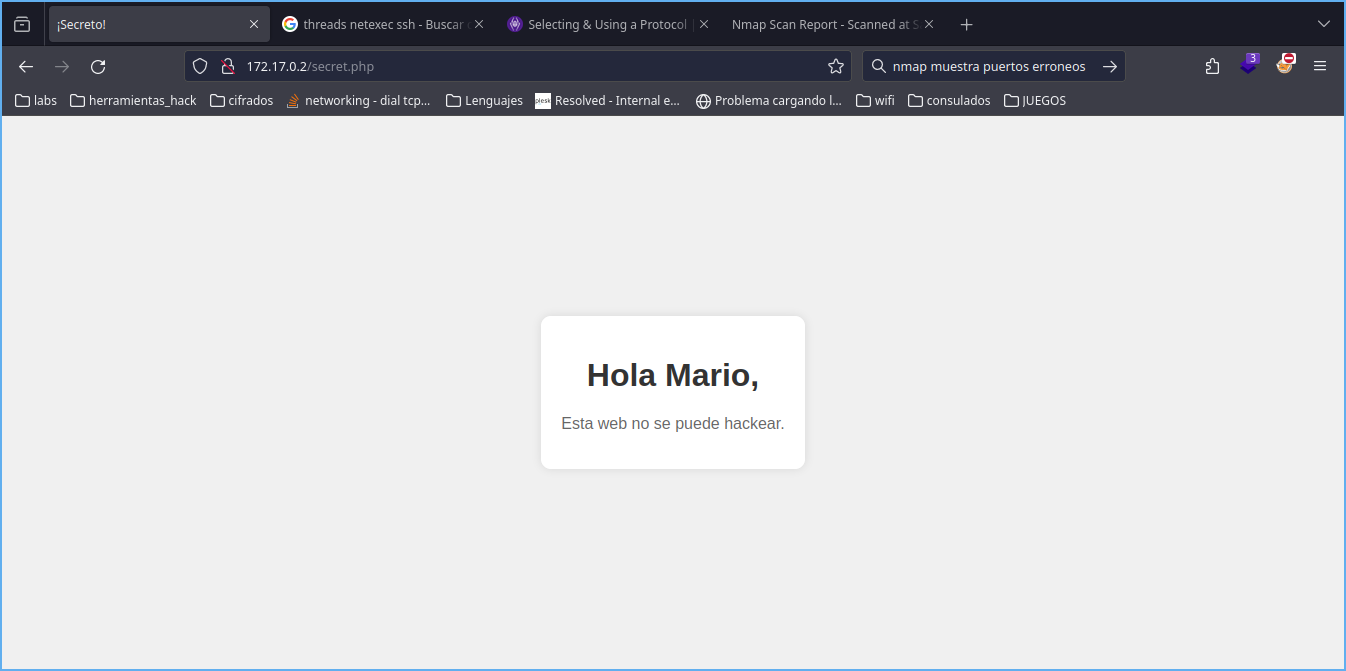 ¡Secreto!
threads netexec ssh - Buscar
Selecting & Using a Protocol
Nmap Scan Report - Scanned at S
172.17.0.2/secret.php
nmap muestra puertos erroneos
3
labs
herramientas_hack
cifrados
networking - dial tcp...
Lenguajes
plesk
Resolved - Internal e...
Problema cargando l...
wifi
consulados
JUEGOS
Hola Mario,
Esta web no se puede hackear.